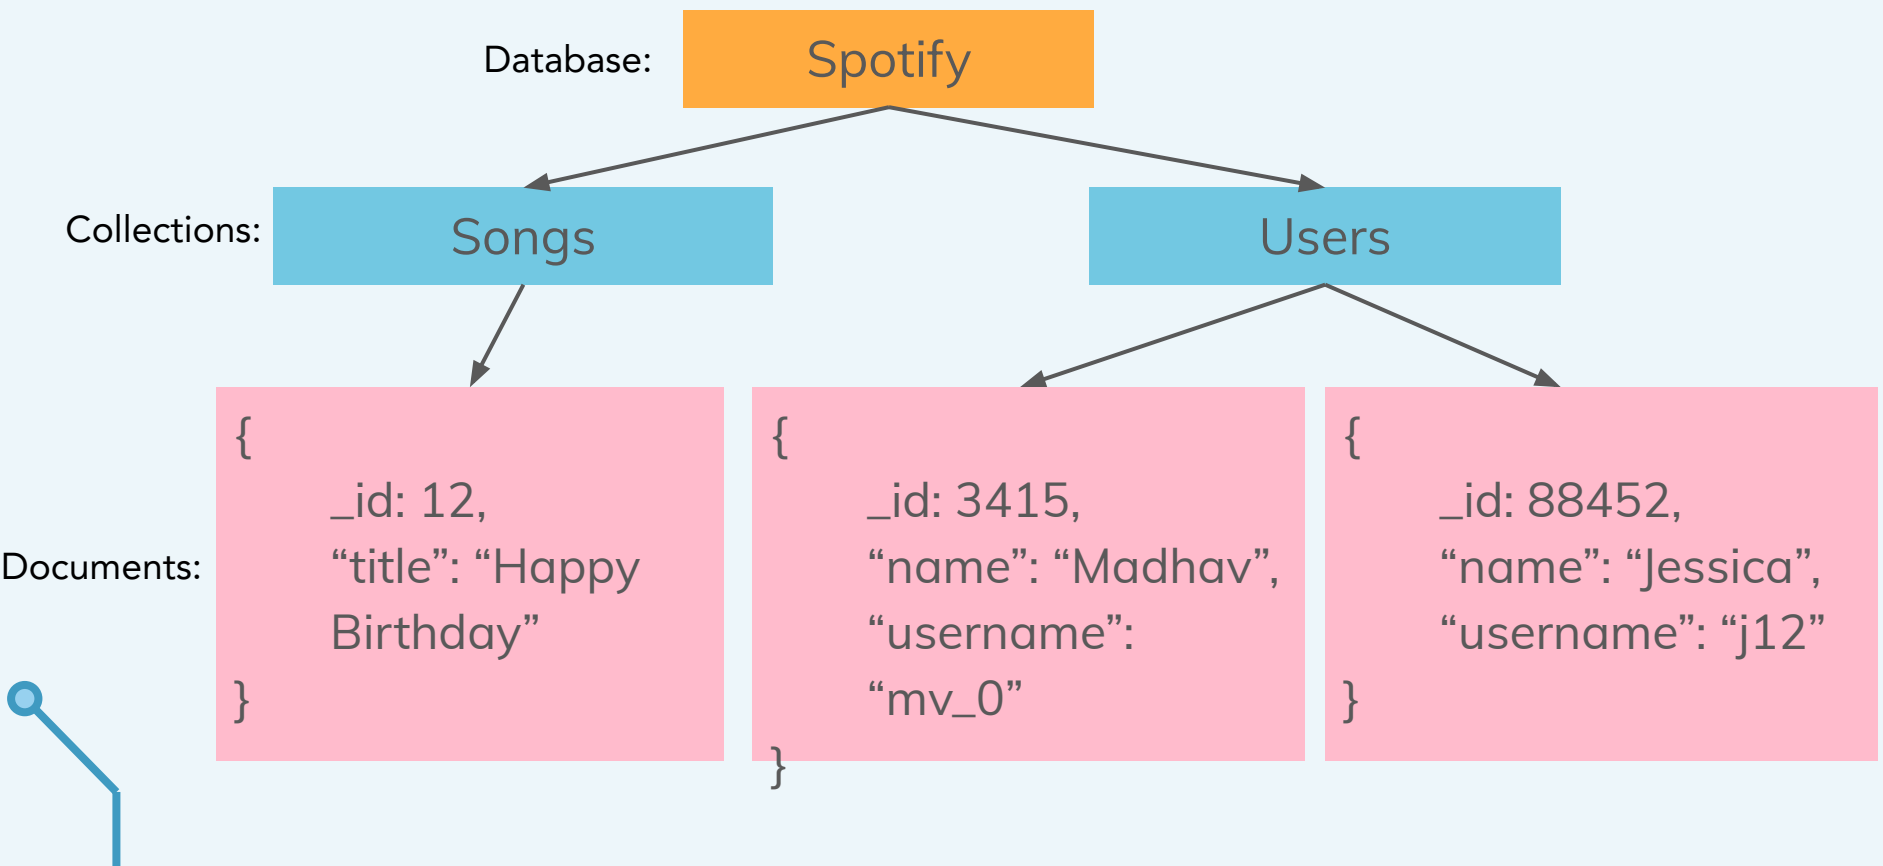 Database:
Spotify
Collections:
Songs
Users
Documents:
{
_id: 12,
“title”: “Happy
Birthday”
}
{
_id: 3415,
“name”: “Madhav”,
“username”:
“mv_0”
}
{
_id: 88452,
“name”: “Jessica”,
“username”: “j12”
}